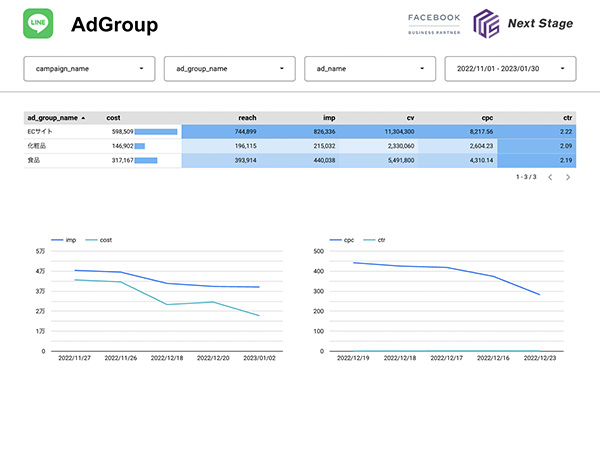 LINE
AdGroup
FACEBOOK
BUSINESS PARTNER
Next Stage
campaign_name
ad_group_name
ad_name
2022/11/01 - 2023/01/30
ad_group_name cost reach imp cv cpc ctr
ECサイト 598,509 744,899 826,336 11,304,300 8,217.56 2.22
化粧品 146,902 196,115 215,032 2,330,060 2,604.23 2.09
食品 317,167 393,914 440,038 5,491,800 4,310.14 2.19
1 - 3 / 3
imp cost
5万
4万
3万
2万
1万
0
2022/11/27 2022/11/26 2022/12/18 2022/12/20 2023/01/02
cpc ctr
500
400
300
200
100
0
2022/12/19 2022/12/18 2022/12/17 2022/12/16 2022/12/23